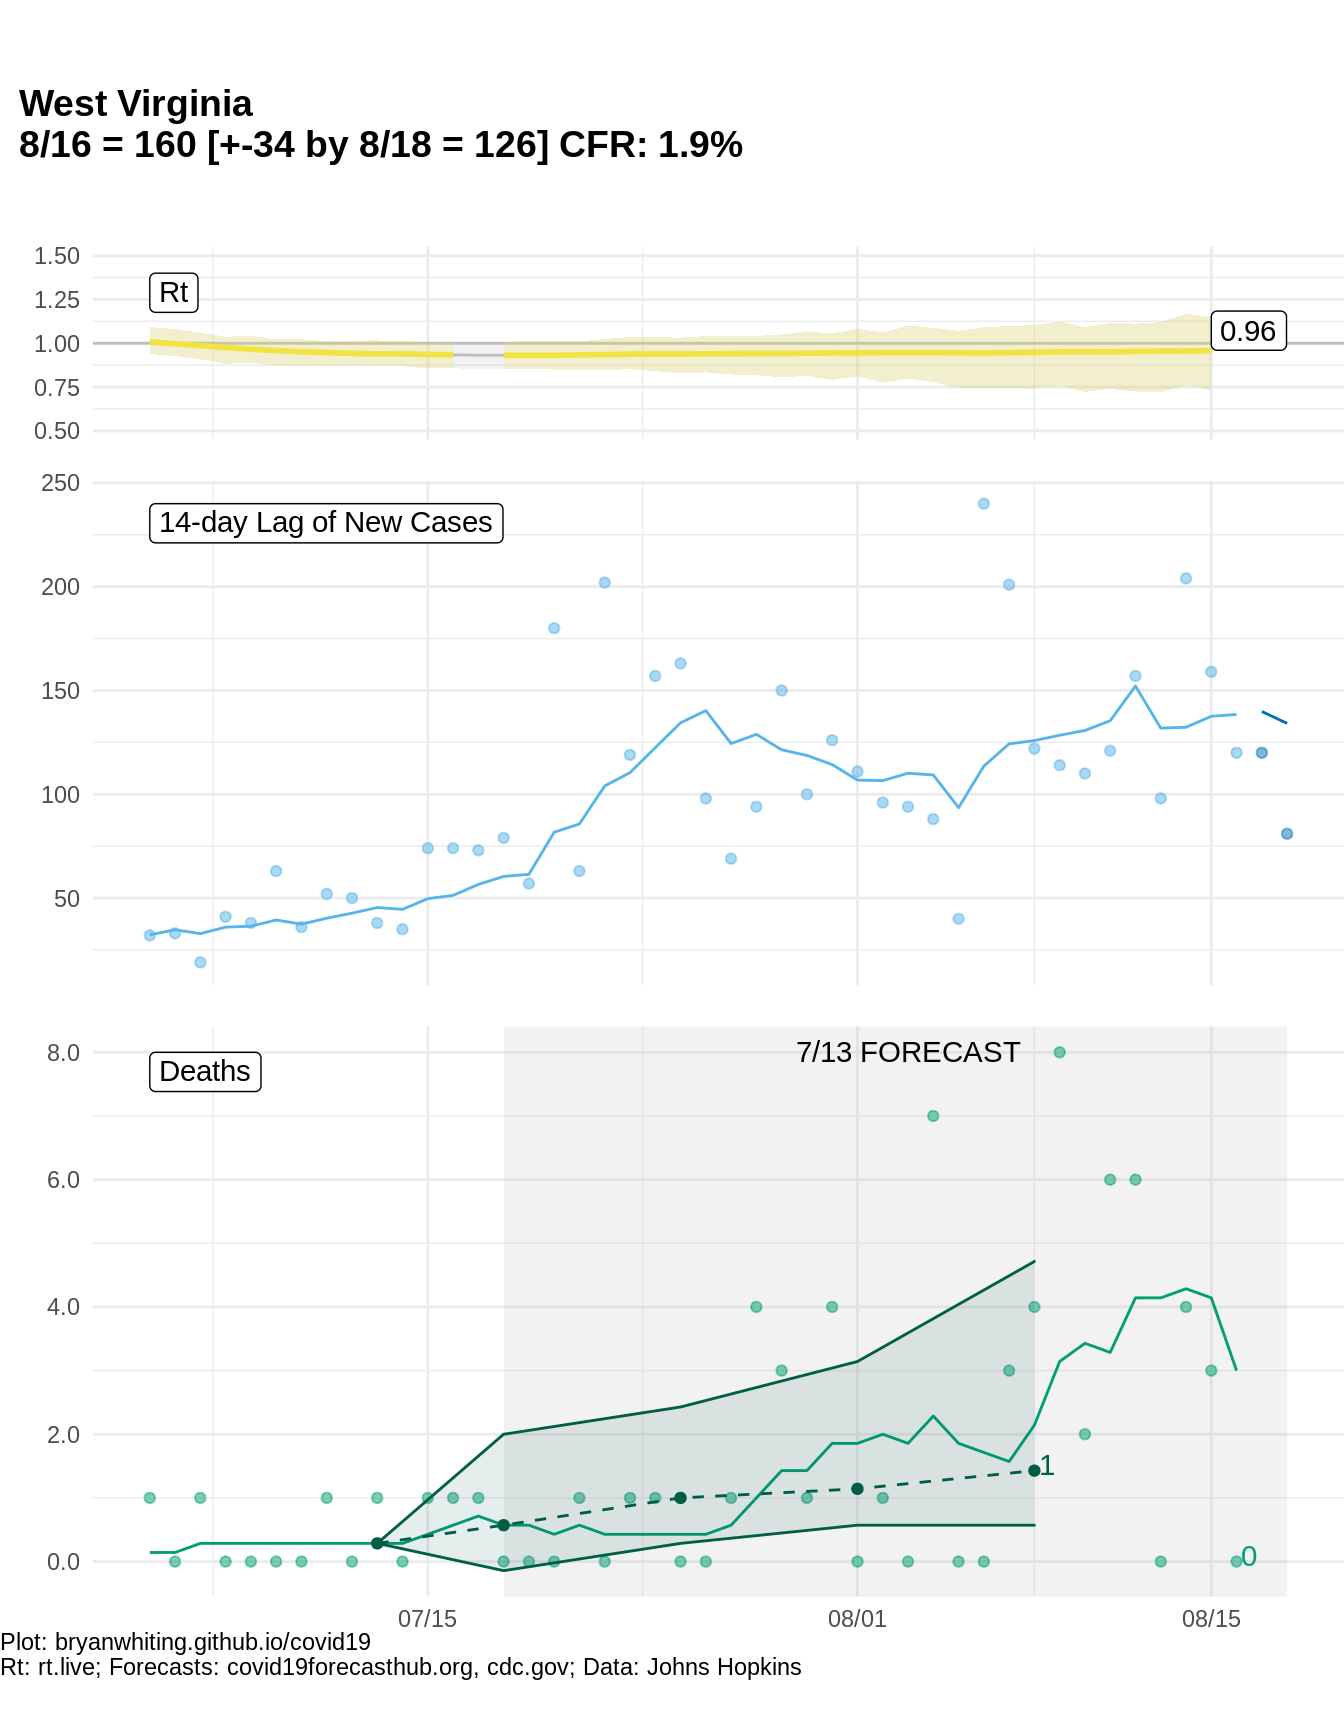 West Virginia
8/16 = 160 [+-34 by 8/18 = 126] CFR: 1.9%
1.50
1.25
1.00
0.75
0.50
Rt
0.96
250
200
150
100
50
14-day Lag of New Cases
8.0
6.0
4.0
2.0
0.0
Deaths
7/13 FORECAST
1
0
07/15
08/01
08/15
Plot: bryanwhiting.github.io/covid19
Rt: rt.live; Forecasts: covid19forecasthub.org, cdc.gov; Data: Johns Hopkins